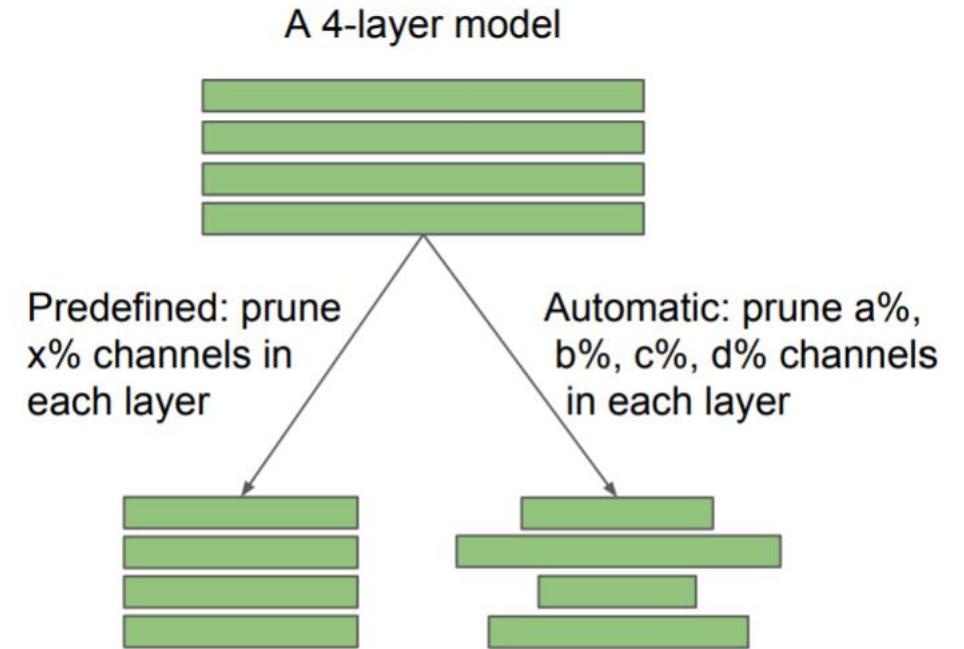 A 4-layer model
Predefined: prune
x% channels in
each layer
Automatic: prune a%,
b%, c%, d% channels
in each layer